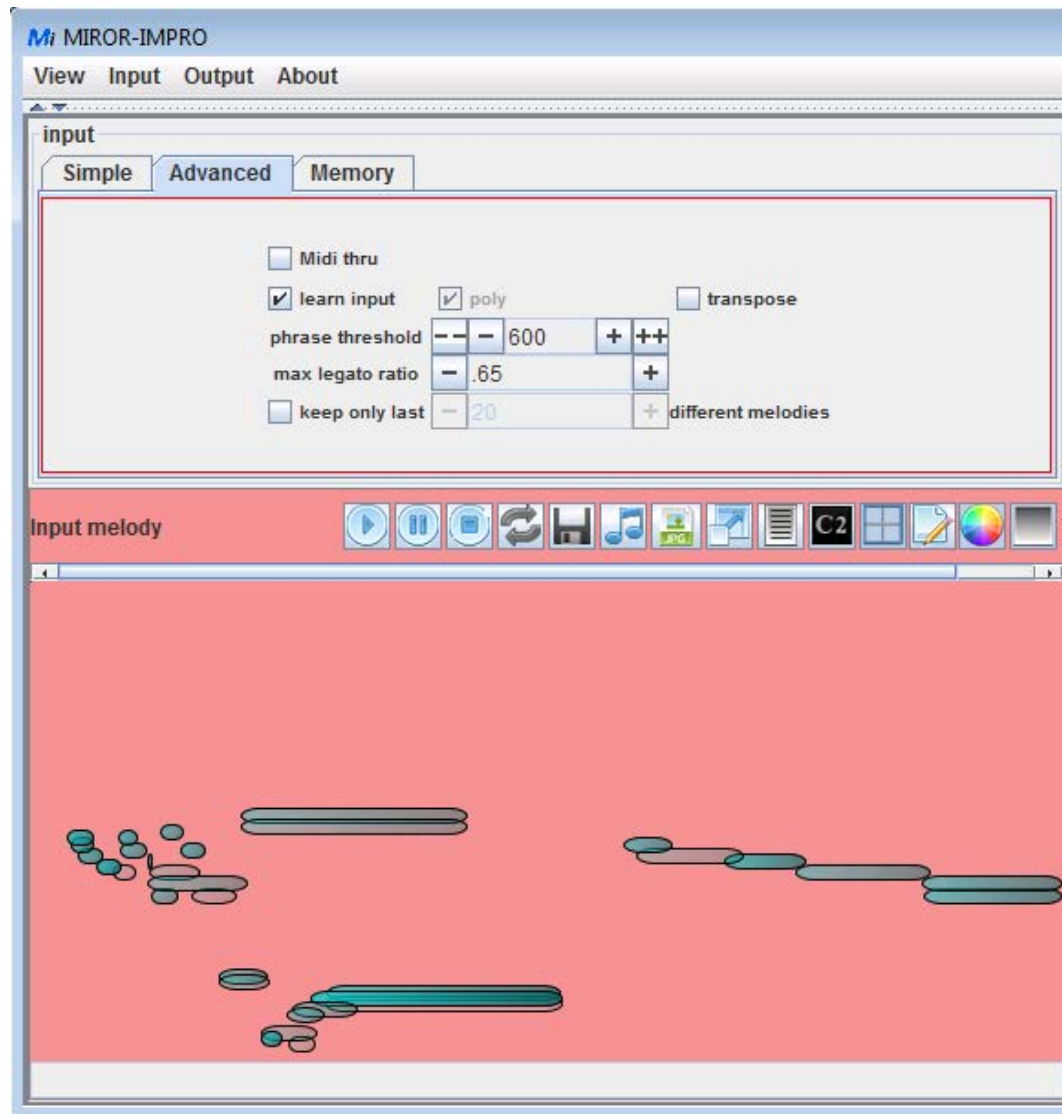 Mi MIROR-IMPRO
View Input Output About
input
Simple Advanced Memory
Midi thru
learn input poly transpose
phrase threshold -- - 600 + ++
max legato ratio - .65 +
keep only last - 20 + different melodies
Input melody JPG C2